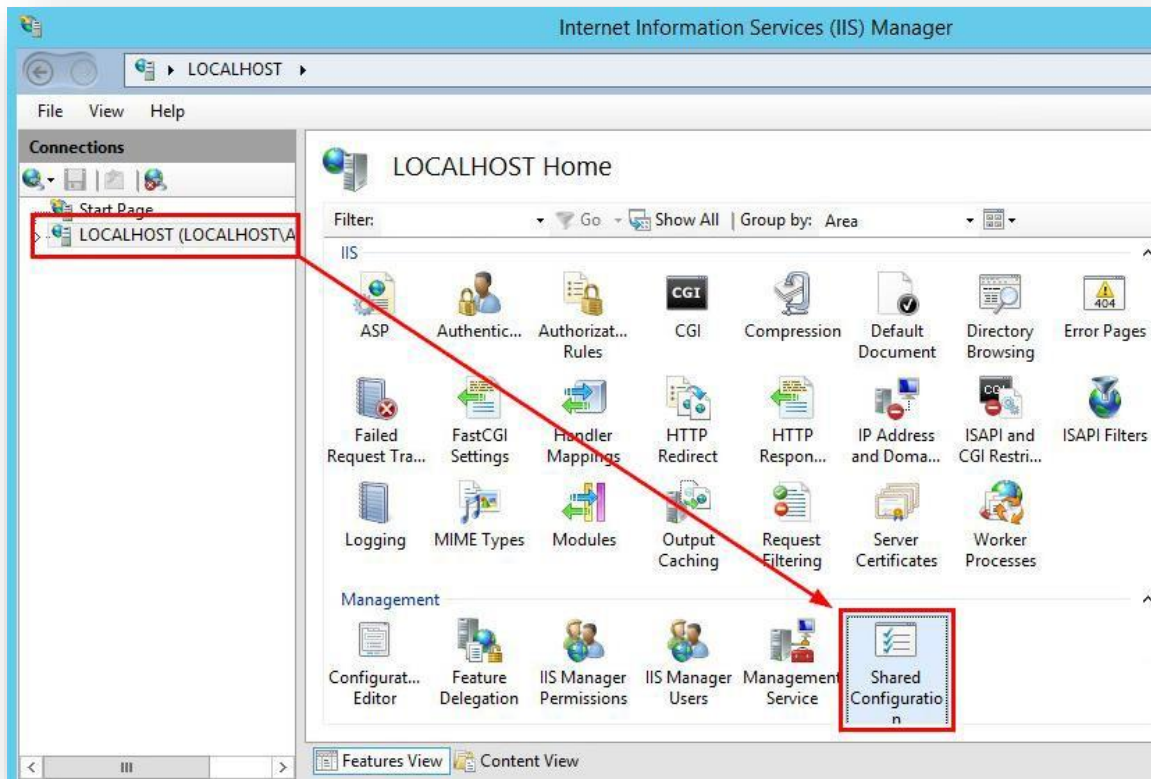 Internet Information Services (IIS) Manager
LOCALHOST
File View Help
Connections
Start Page
LOCALHOST (LOCALHOST\A
LOCALHOST Home
Filter: Go Show All Group by: Area
IIS
ASP Authentic... Authorizat... CGI Compression Default Directory Error Pages
Rules Document Browsing
CGI
404
CGI
Failed FastCGI Handler HTTP HTTP IP Address ISAPI and ISAPI Filters
Request Tra... Settings Mappings Redirect Respon... and Doma... CGI Restri...
Logging MIME Types Modules Output Request Server Worker
Caching Filtering Certificates Processes
Management
Configurat... Feature IIS Manager IIS Manager Management Shared
Editor Delegation Permissions Users Service Configuratio
n
Features View Content View